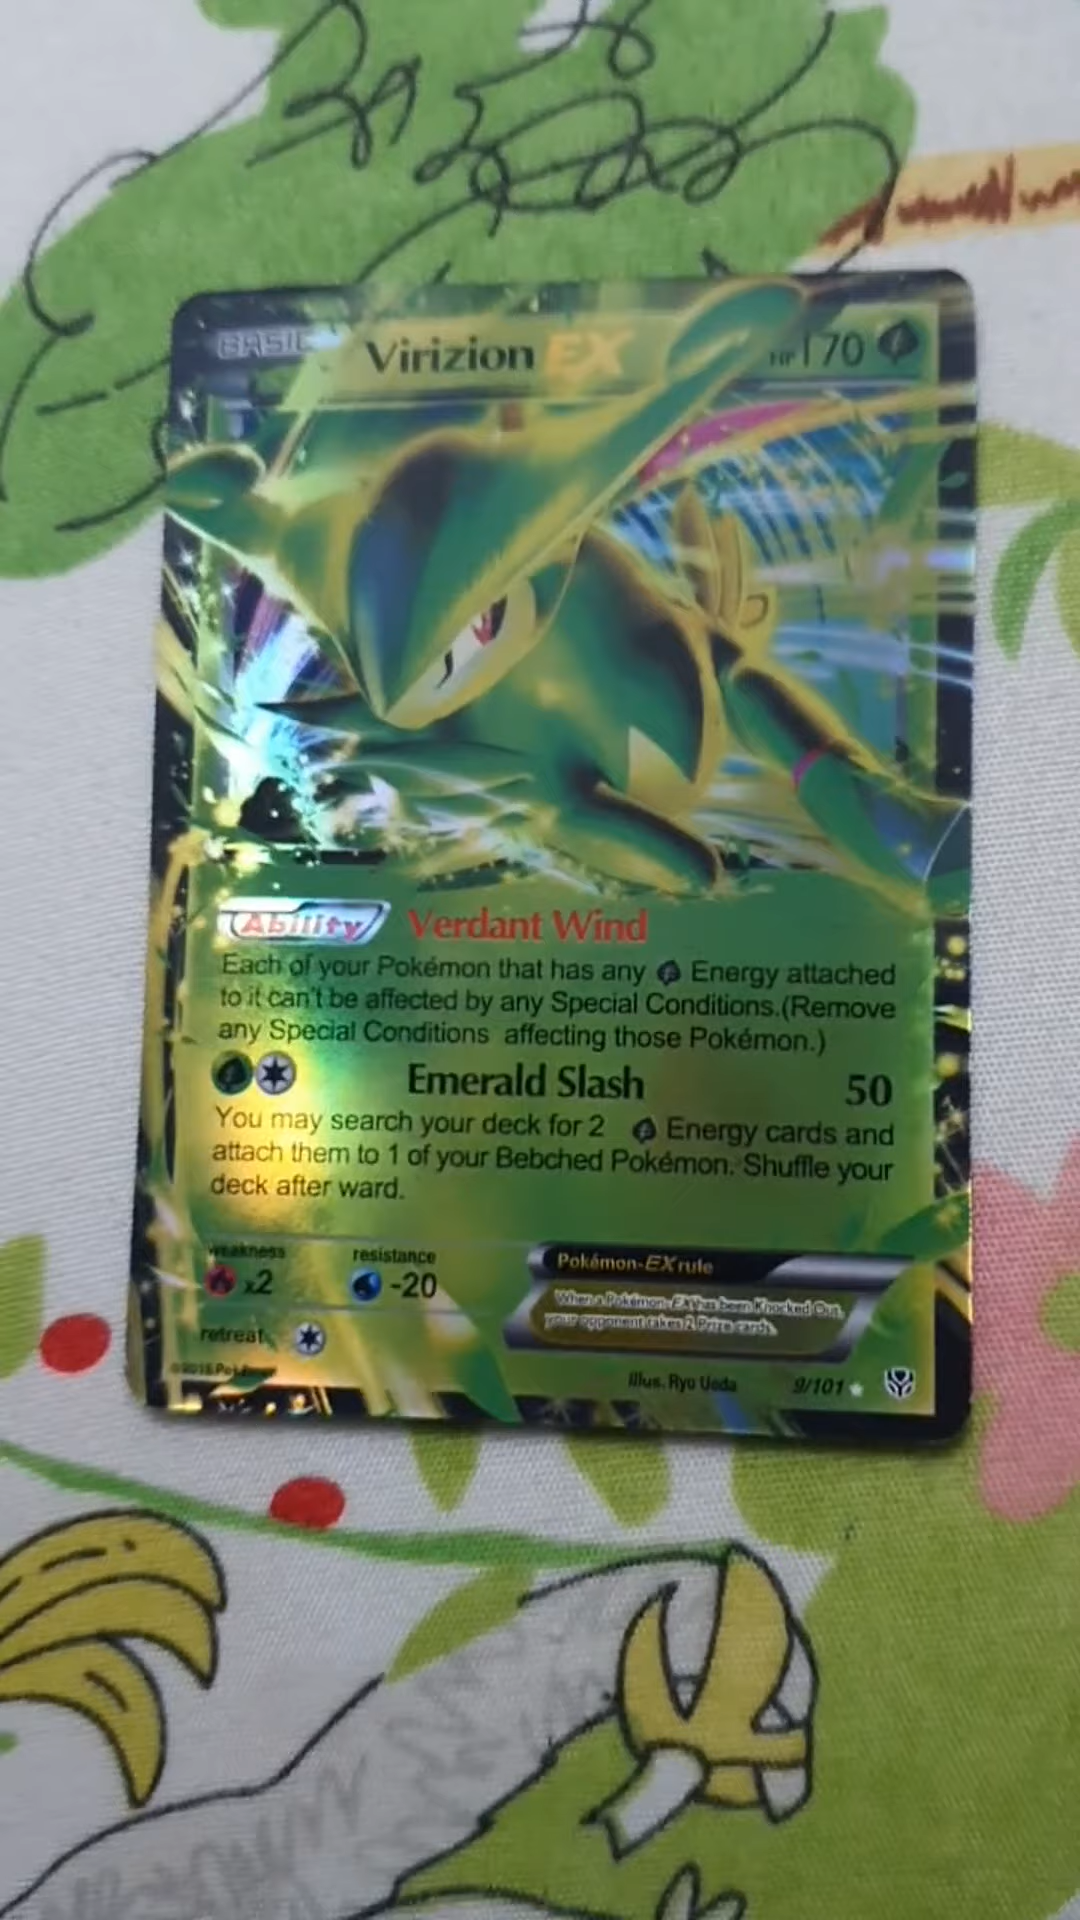 BASIC Virizion EX HP170
Ability Verdant Wind
Each of your Pokémon that has any Energy attached
to it can't be affected by any Special Conditions.(Remove
any Special Conditions affecting those Pokémon.)
Emerald Slash 50
You may search your deck for 2 Energy cards and
attach them to 1 of your Bebched Pokémon. Shuffle your
deck after ward.
weakness resistance
x2 -20
Pokémon-EX rule
When a Pokémon-EX has been Knocked Out,
your opponent takes 2 Prize cards.
retreat
Illus. Ryo Ueda 9/101